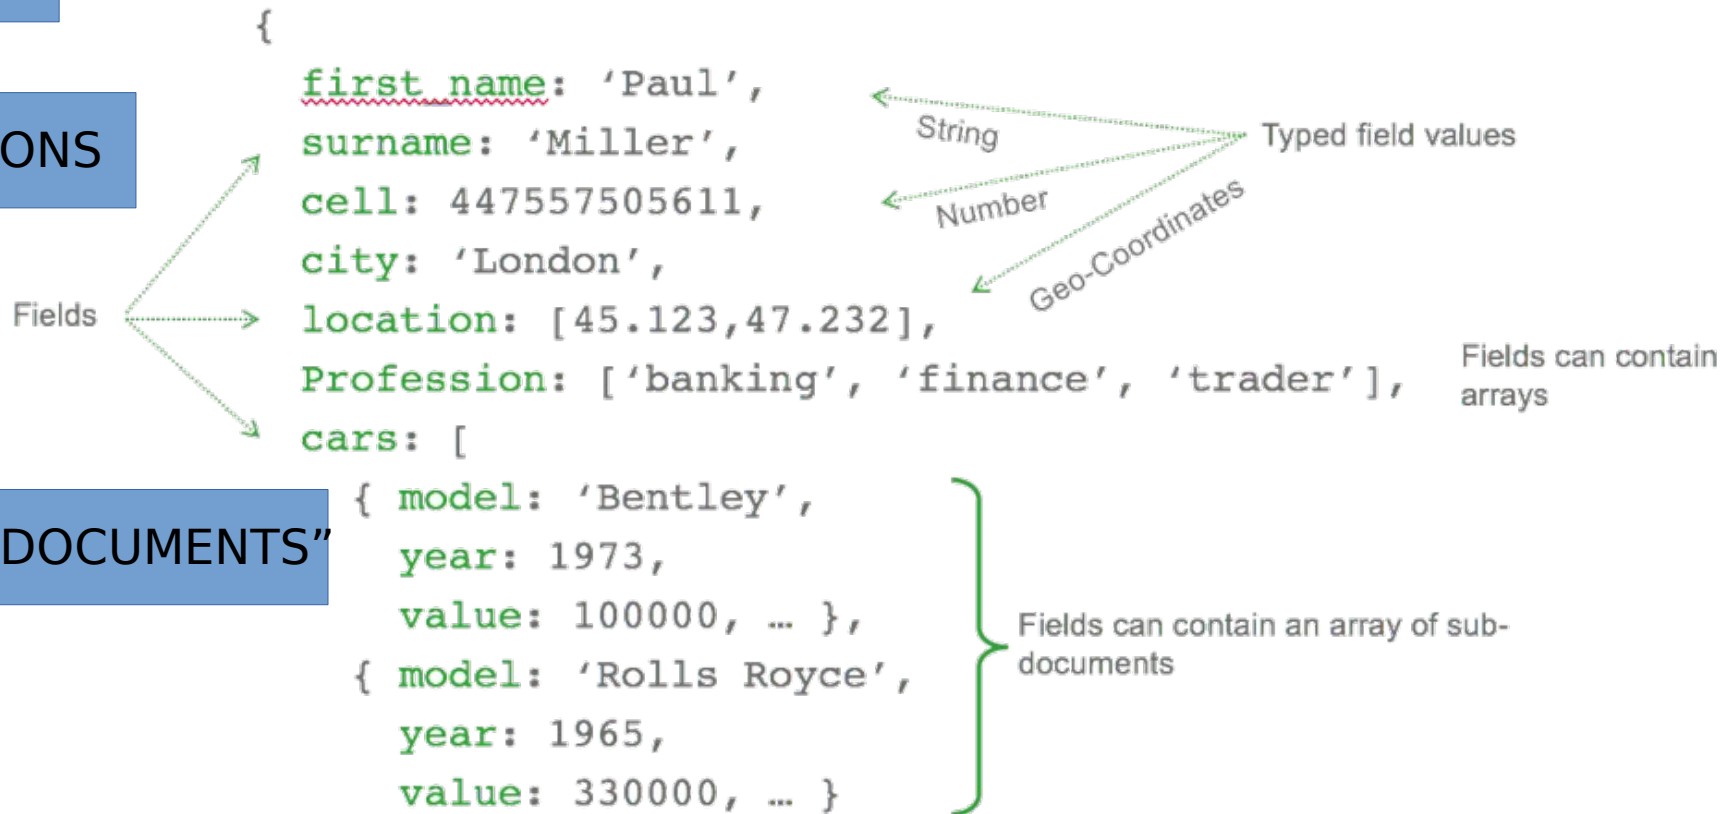 {
first_name: ‘Paul’,
surname: ‘Miller’,
cell: 447557505611,
city: ‘London’,
location: [45.123,47.232],
Profession: [‘banking’, ‘finance’, ‘trader’],
cars: [
{ model: ‘Bentley’,
year: 1973,
value: 100000, … },
{ model: ‘Rolls Royce’,
year: 1965,
value: 330000, … }
ONS
DOCUMENTS”
Fields
String
Number
Geo-Coordinates
Typed field values
Fields can contain
arrays
Fields can contain an array of sub-
documents